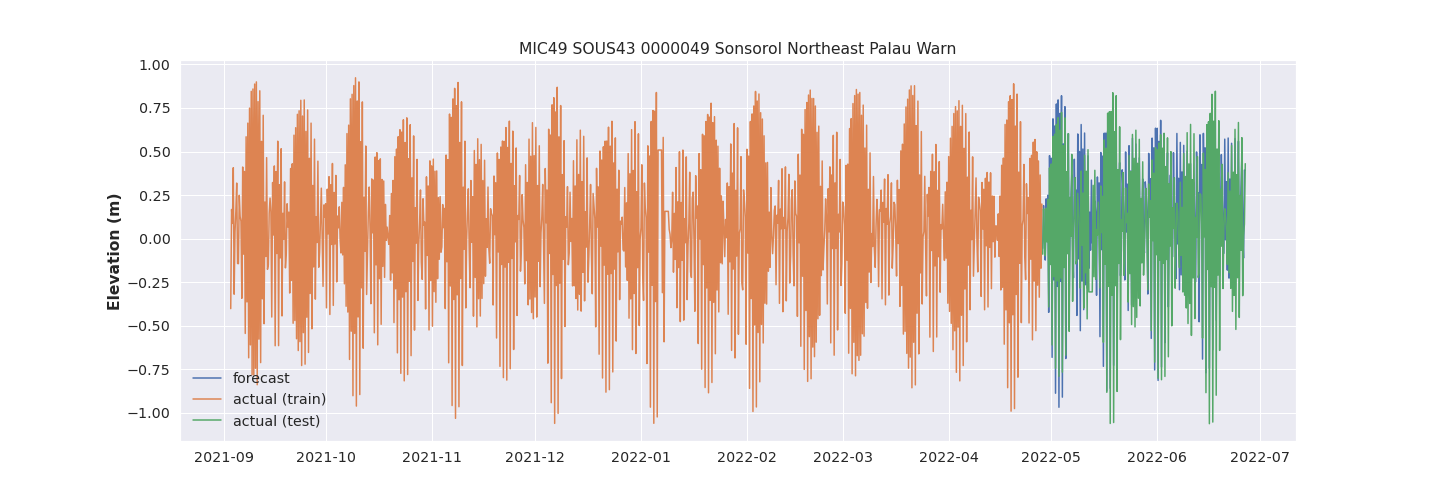 MIC49 SOUS43 0000049 Sonsorol Northeast Palau Warn
Elevation (m)
1.00
0.75
0.50
0.25
0.00
−0.25
−0.50
−0.75
−1.00
forecast
actual (train)
actual (test)
2021-09 2021-10 2021-11 2021-12 2022-01 2022-02 2022-03 2022-04 2022-05 2022-06 2022-07